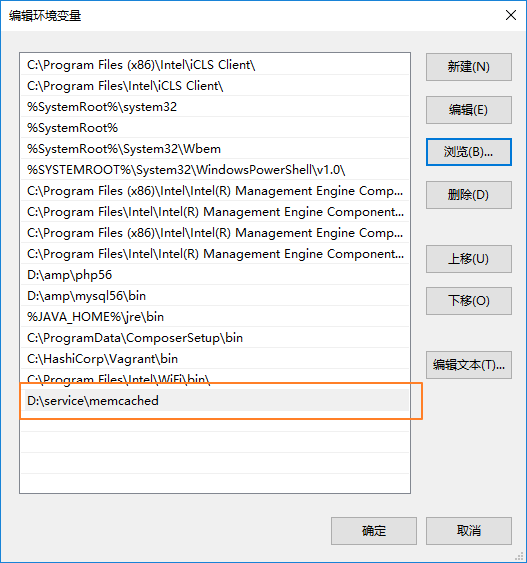 编辑环境变量
C:\Program Files (x86)\Intel\iCLS Client\
C:\Program Files\Intel\iCLS Client\
%SystemRoot%\system32
%SystemRoot%
%SystemRoot%\System32\Wbem
%SYSTEMROOT%\System32\WindowsPowerShell\v1.0\
C:\Program Files (x86)\Intel\Intel(R) Management Engine Comp...
C:\Program Files\Intel\Intel(R) Management Engine Component...
C:\Program Files (x86)\Intel\Intel(R) Management Engine Comp...
C:\Program Files\Intel\Intel(R) Management Engine Component...
D:\amp\php56
D:\amp\mysql56\bin
%JAVA_HOME%\jre\bin
C:\ProgramData\ComposerSetup\bin
C:\HashiCorp\Vagrant\bin
C:\Program Files\Intel\WiFi\bin\
D:\service\memcached
新建(N)
编辑(E)
浏览(B)...
删除(D)
上移(U)
下移(O)
编辑文本(T)...
确定
取消